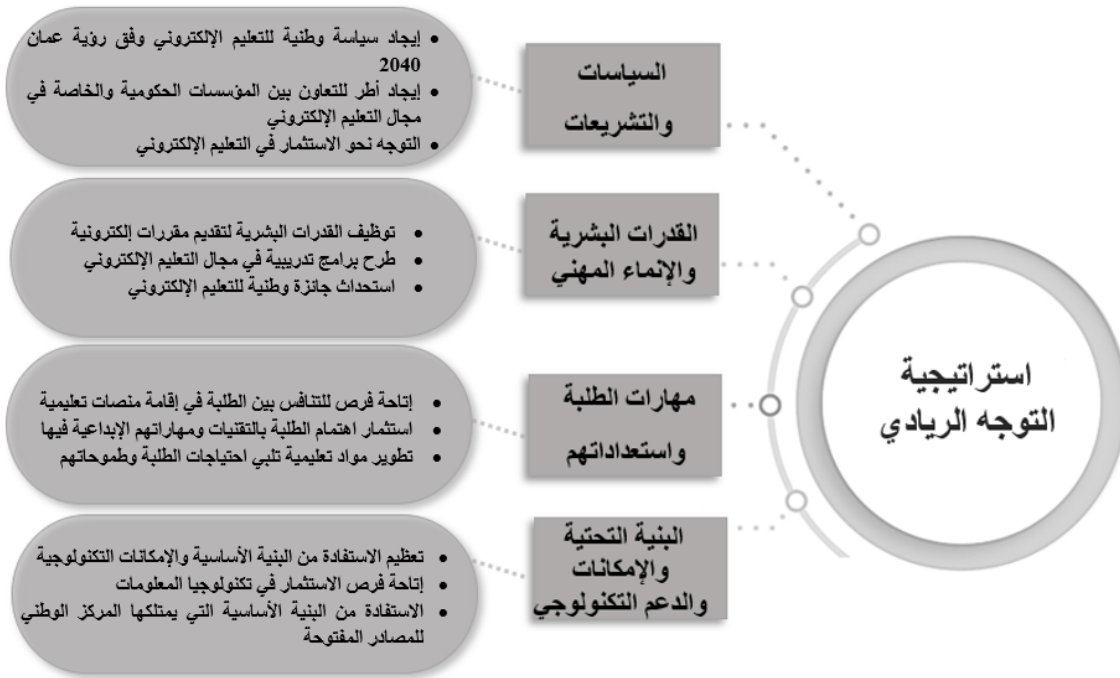 استراتيجية
التوجه الريادي
السياسات
والتشريعات
• إيجاد سياسة وطنية للتعليم الإلكتروني وفق رؤية عمان
2040
• إيجاد أطر للتعاون بين المؤسسات الحكومية والخاصة في
مجال التعليم الإلكتروني
• التوجه نحو الاستثمار في التعليم الإلكتروني
القدرات البشرية
والإنماء المهني
• توظيف القدرات البشرية لتقديم مقررات إلكترونية
• طرح برامج تدريبية في مجال التعليم الإلكتروني
• استحداث جائزة وطنية للتعليم الإلكتروني
مهارات الطلبة
واستعداداتهم
• إتاحة فرص للتنافس بين الطلبة في إقامة منصات تعليمية
• استثمار اهتمام الطلبة بالتقنيات ومهاراتهم الإبداعية فيها
• تطوير مواد تعليمية تلبي احتياجات الطلبة وطموحاتهم
البنية التحتية
والإمكانات
والدعم التكنولوجي
• تعظيم الاستفادة من البنية الأساسية والإمكانات التكنولوجية
• إتاحة فرص الاستثمار في تكنولوجيا المعلومات
• الاستفادة من البنية الأساسية التي يمتلكها المركز الوطني
للمصادر المفتوحة